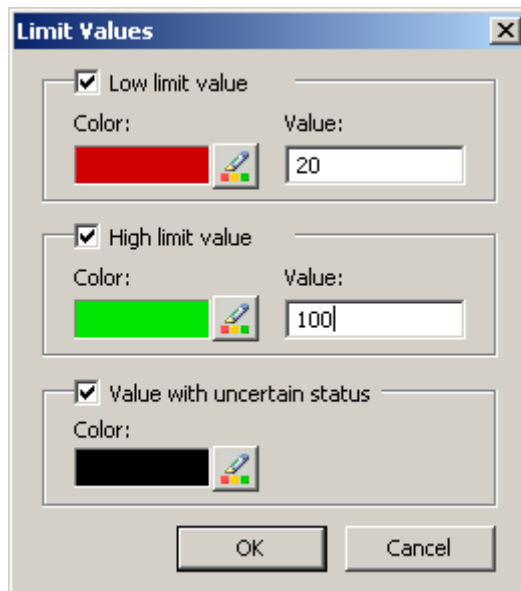 Limit Values
Low limit value
Color: Value:
20
High limit value
Color: Value:
100
Value with uncertain status
Color:
OK Cancel